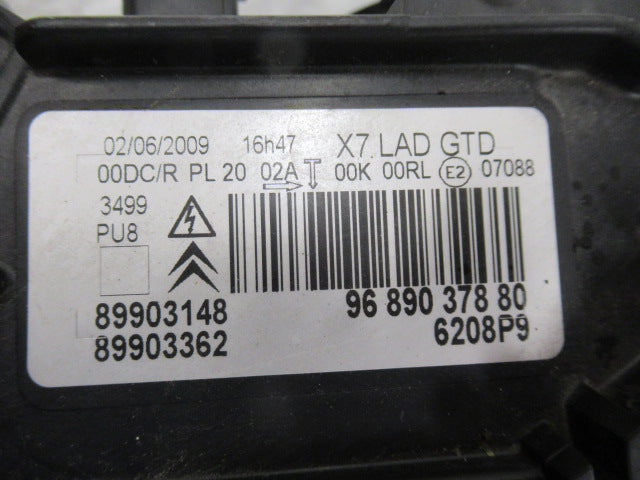 02/06/2009 16h47 X7 LAD GTD
00DC/R PL 20 02A 00K 00RL E2 07088
3499
PU8
89903148 96 890 378 80
89903362 6208P9